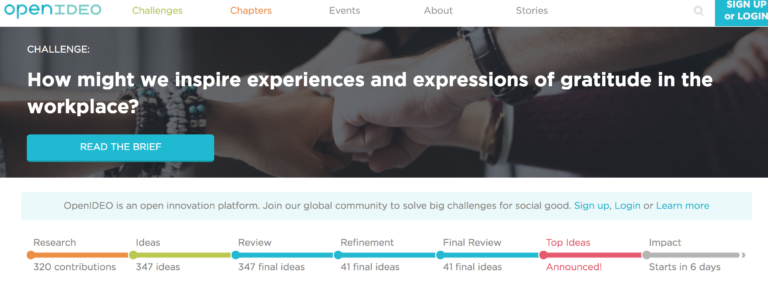 openIDEO Challenges Chapters Events About Stories SIGN UP
or LOGIN
CHALLENGE:
How might we inspire experiences and expressions of gratitude in the
workplace?
READ THE BRIEF
OpenIDEO is an open innovation platform. Join our global community to solve big challenges for social good. Sign up, Login or Learn more
Research Ideas Review Refinement Final Review Top Ideas Impact
320 contributions 347 ideas 347 final ideas 41 final ideas 41 final ideas Announced! Starts in 6 days